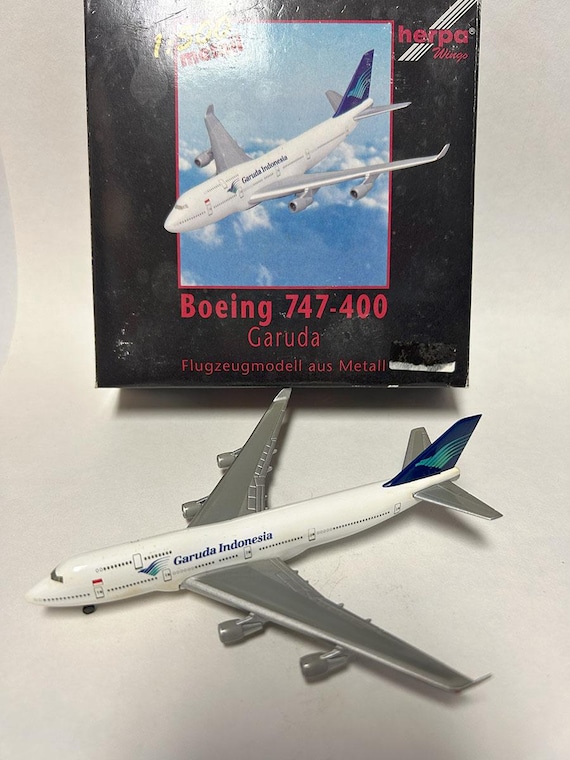 herpa
Wings
Garuda Indonesia
Boeing 747-400
Garuda
Flugzeugmodell aus Metall
Garuda Indonesia